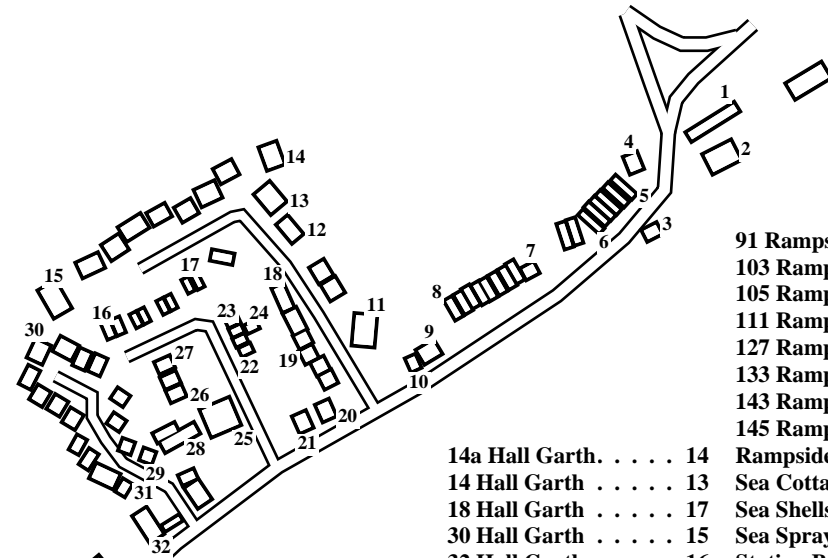 1
2
3
4
5
6
7
8
9
10
11
12
13
14
15
16
17
18
19
20
21
22
23
24
25
26
27
28
29
30
31
32
14a Hall Garth. . . . . 14
14 Hall Garth . . . . . 13
18 Hall Garth . . . . . 17
30 Hall Garth . . . . . 15
91 Ramps
103 Ramp
105 Ramp
111 Ramp
127 Ramp
133 Ramp
143 Ramp
145 Ramp
Rampside
Sea Cotta
Sea Shells
Sea Spray